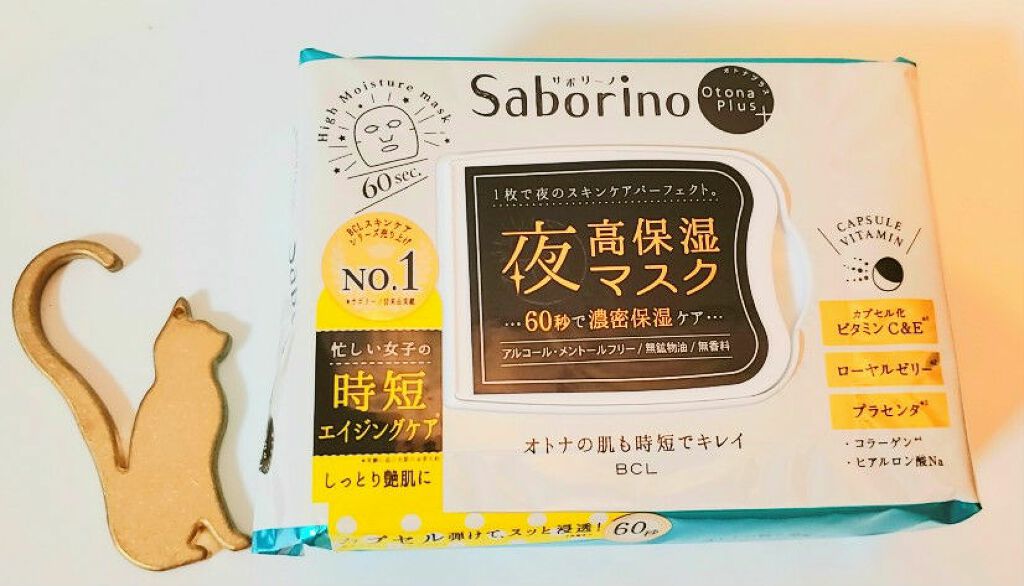 サボリーノ
Saborino
オトナプラス
Otona
Plus+
High Moisture mask
60 sec.
BCLスキンケア
シリーズ売り上げ
NO.1
1枚で夜のスキンケアパーフェクト。
夜 高保湿
マスク
…60秒で濃密保湿ケア…
アルコール・メントールフリー/無鉱物油/無香料
忙しい女子の
時短
エイジングケア
しっとり艶肌に
CAPSULE
VITAMIN
カプセル化
ビタミンC&E
ローヤルゼリー
プラセンタ
・コラーゲン
・ヒアルロン酸Na
オトナの肌も時短でキレイ
BCL
カプセル弾けて、スッと浸透!
60秒